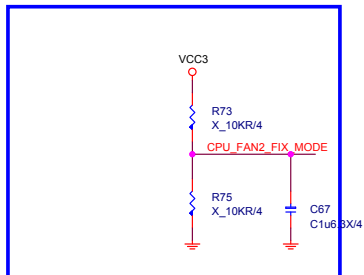 VCC3
R73
X_10KR/4
CPU_FAN2_FIX_MODE
R75
X_10KR/4
C67
C1u6.3X/4